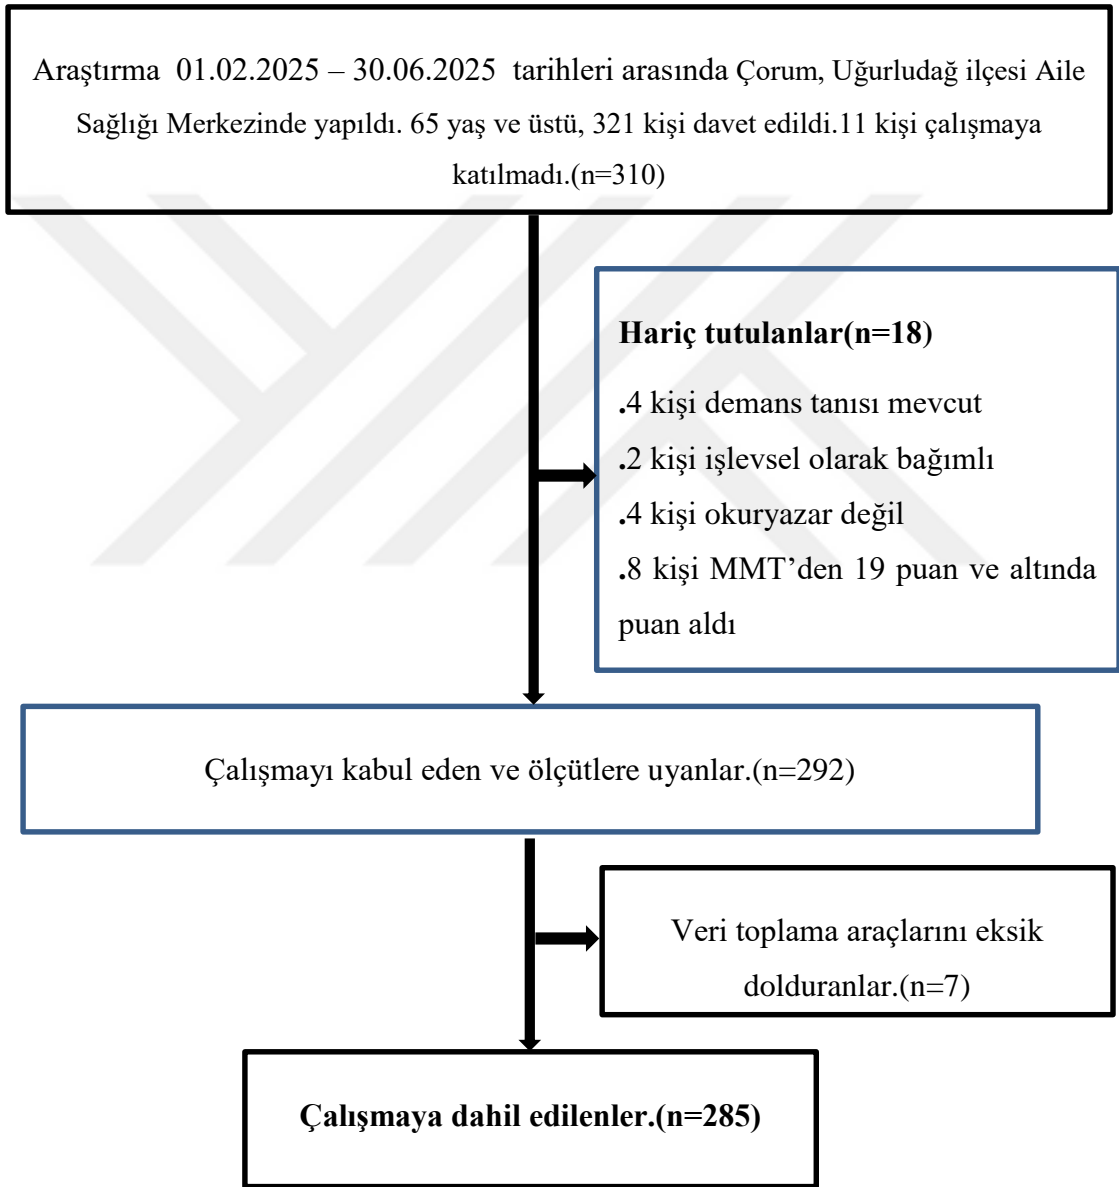 Araştırma 01.02.2025 – 30.06.2025 tarihleri arasında Çorum, Uğurludağ ilçesi Aile
Sağlığı Merkezinde yapıldı. 65 yaş ve üstü, 321 kişi davet edildi.11 kişi çalışmaya
katılmadı.(n=310)
Hariç tutulanlar(n=18)
.4 kişi demans tanısı mevcut
.2 kişi işlevsel olarak bağımlı
.4 kişi okuryazar değil
.8 kişi MMT’den 19 puan ve altında
puan aldı
Çalışmayı kabul eden ve ölçütlere uyanlar.(n=292)
Veri toplama araçlarını eksik
dolduranlar.(n=7)
Çalışmaya dahil edilenler.(n=285)